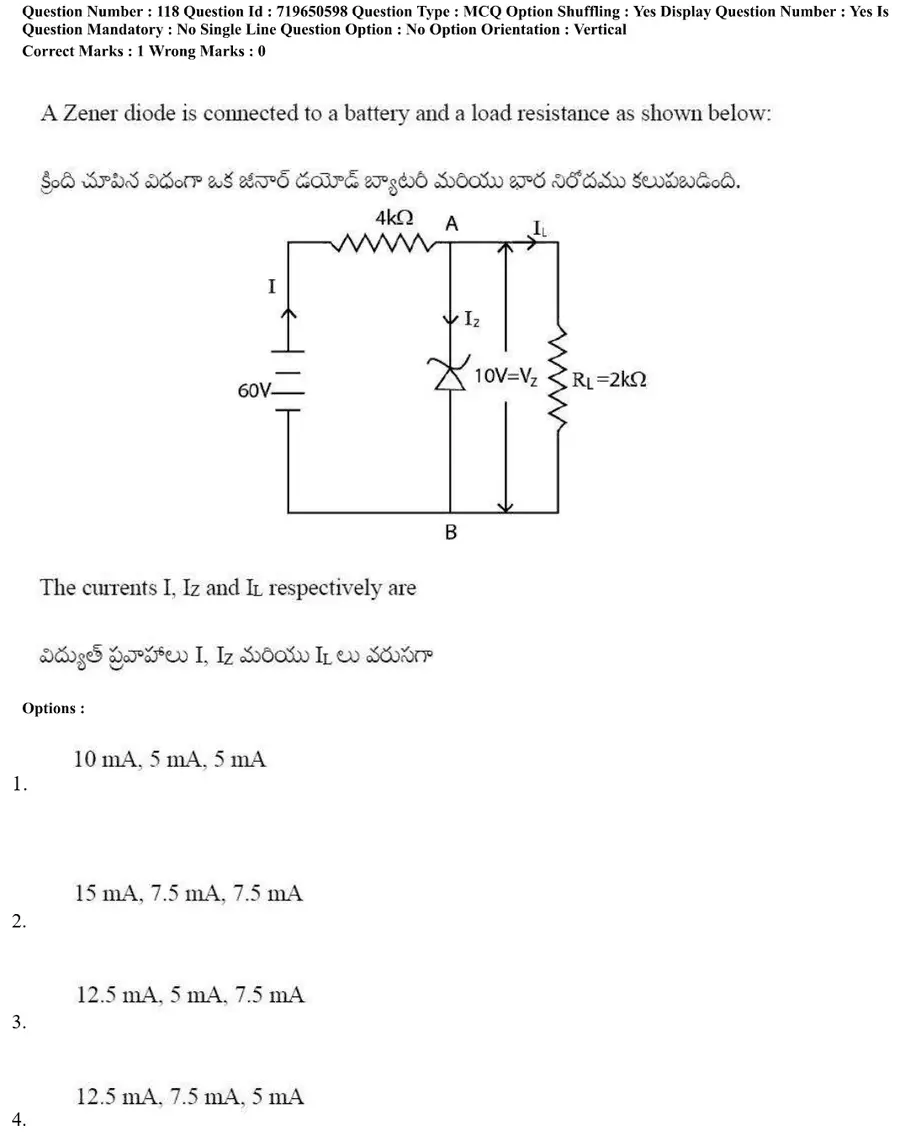 Question Number : 118 Question Id : 719650598 Question Type : MCQ Option Shuffling : Yes Display Question Number : Yes Is
Question Mandatory : No Single Line Question Option : No Option Orientation : Vertical
Correct Marks : 1 Wrong Marks : 0
A Zener diode is connected to a battery and a load resistance as shown below:
క్రింది చూపిన విధంగా ఒక జీనార్ డయోడ్ బ్యాటరీ మరియు భార నిరోదము కలుపబడింది.
4kΩ
A
IL
I
IZ
10V=VZ
RL=2kΩ
60V
B
The currents I, IZ and IL respectively are
విద్యుత్ ప్రవాహాలు I, IZ మరియు IL లు వరుసగా
Options :
10 mA, 5 mA, 5 mA
1.
15 mA, 7.5 mA, 7.5 mA
2.
12.5 mA, 5 mA, 7.5 mA
3.
12.5 mA, 7.5 mA, 5 mA
4.